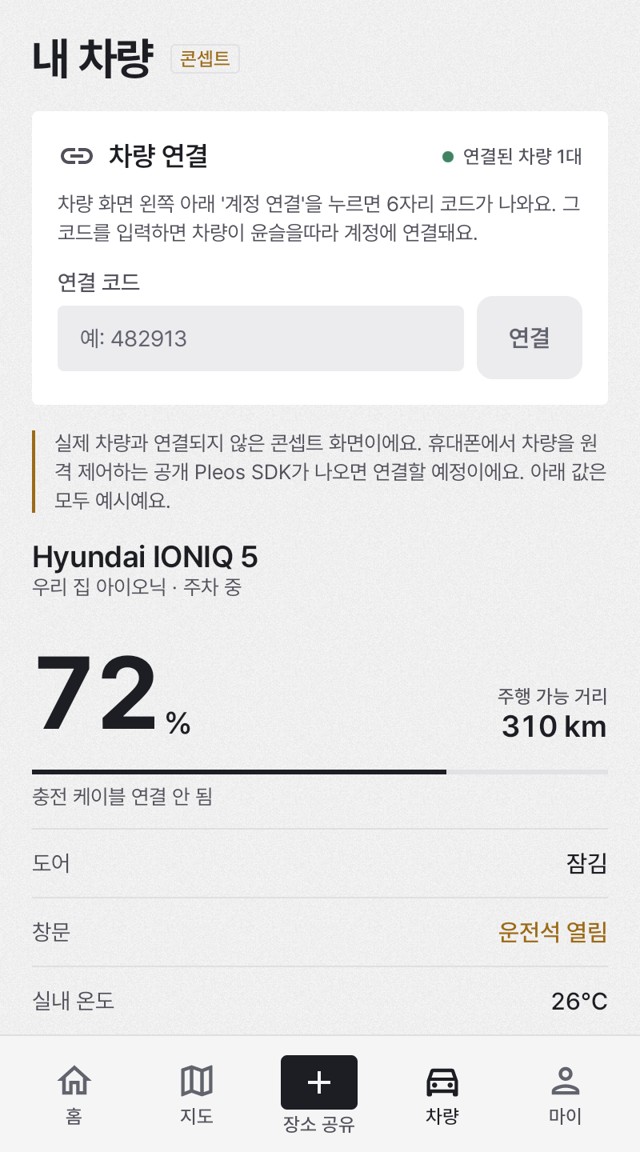 내 차량
콘셉트
차량 연결
연결된 차량 1대
차량 화면 왼쪽 아래 '계정 연결'을 누르면 6자리 코드가 나와요. 그
코드를 입력하면 차량이 윤슬을따라 계정에 연결돼요.
연결 코드
예: 482913
연결
실제 차량과 연결되지 않은 콘셉트 화면이에요. 휴대폰에서 차량을 원
격 제어하는 공개 Pleos SDK가 나오면 연결할 예정이에요. 아래 값은
모두 예시예요.
Hyundai IONIQ 5
우리 집 아이오닉 · 주차 중
72 %
주행 가능 거리
310 km
충전 케이블 연결 안 됨
도어
잠김
창문
운전석 열림
실내 온도
26°C
홈
지도
장소 공유
차량
마이